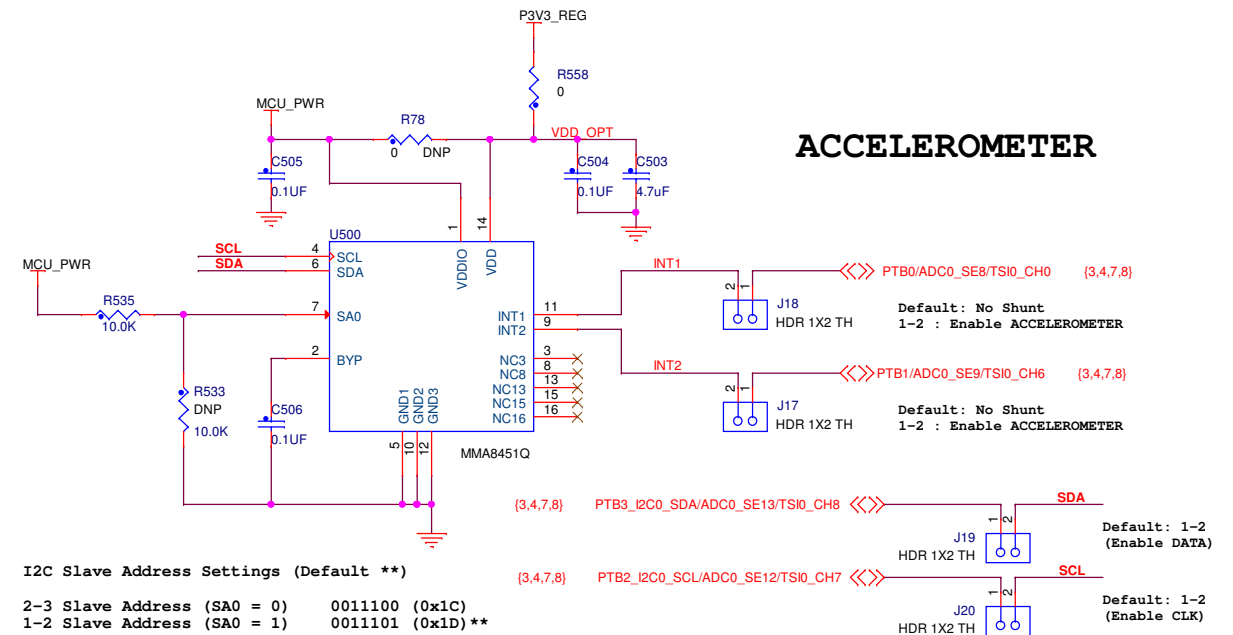 P3V3_REG
R558
0
MCU_PWR
R78
0 DNP
VDD_OPT
ACCELEROMETER
C505
0.1UF
C504
0.1UF
C503
4.7uF
1
14
U500
SCL
4
SCL
SDA
6
SDA
VDDIO
VDD
MCU_PWR
R535
10.0K
7
SA0
INT1
11
INT1
INT2
9
INT2
2
1
J18
HDR 1X2 TH
PTB0/ADC0_SE8/TSI0_CH0 {3,4,7,8}
Default: No Shunt
1-2 : Enable ACCELEROMETER
2
BYP
NC3
3
NC8
8
NC13
13
NC15
15
NC16
16
2
1
J17
HDR 1X2 TH
PTB1/ADC0_SE9/TSI0_CH6 {3,4,7,8}
Default: No Shunt
1-2 : Enable ACCELEROMETER
R533
DNP
10.0K
C506
0.1UF
GND1
GND2
GND3
5
10
12
MMA8451Q
{3,4,7,8} PTB3_I2C0_SDA/ADC0_SE13/TSI0_CH8
SDA
1
2
J19
HDR 1X2 TH
Default: 1-2
(Enable DATA)
{3,4,7,8} PTB2_I2C0_SCL/ADC0_SE12/TSI0_CH7
SCL
1
2
J20
HDR 1X2 TH
Default: 1-2
(Enable CLK)
I2C Slave Address Settings (Default **)
2-3 Slave Address (SA0 = 0) 0011100 (0x1C)
1-2 Slave Address (SA0 = 1) 0011101 (0x1D)**